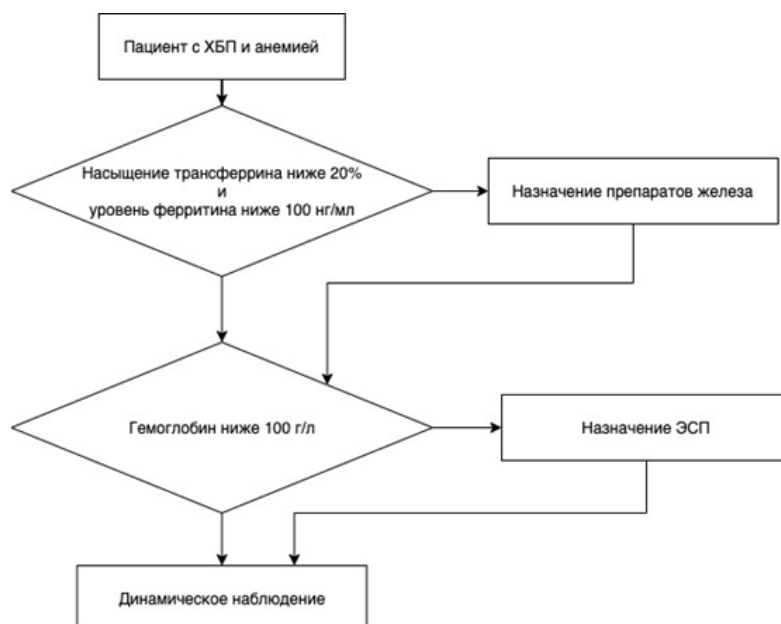 Пациент с ХБП и анемией
Насыщение трансферрина ниже 20%
и
уровень ферритина ниже 100 нг/мл
Назначение препаратов железа
Гемоглобин ниже 100 г/л
Назначение ЭСП
Динамическое наблюдение